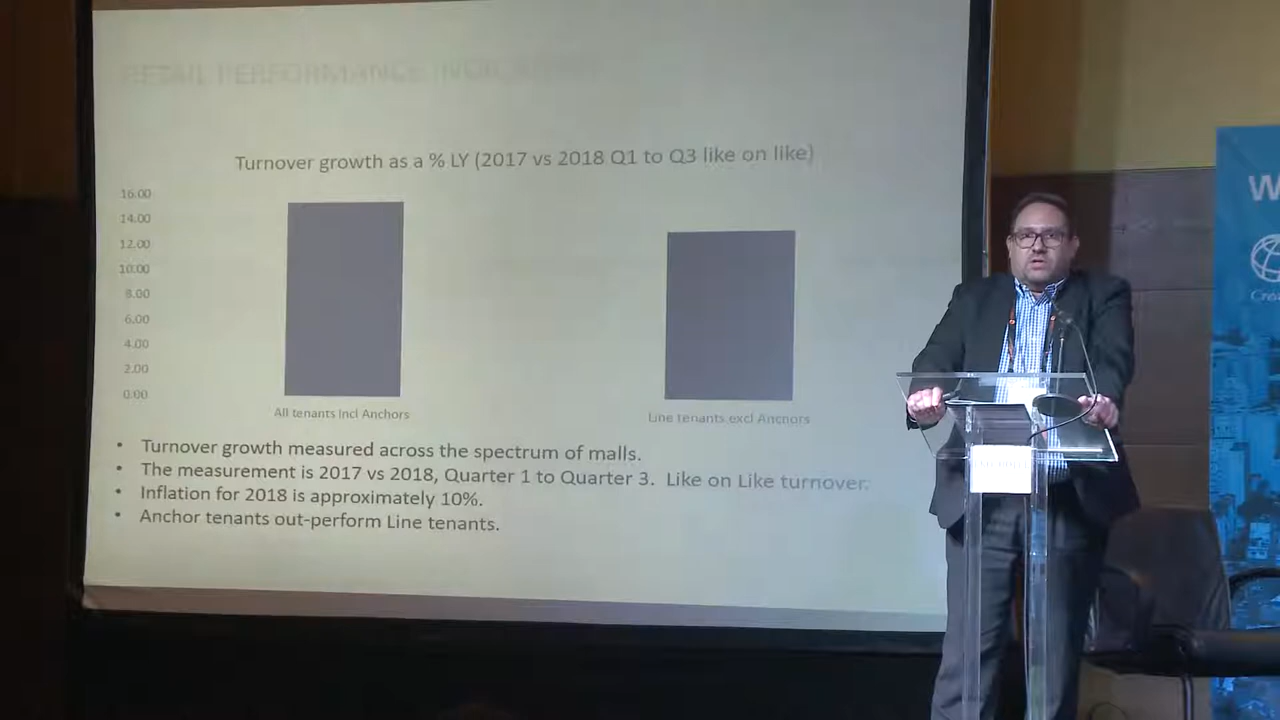 RETAIL PERFORMANCE
Turnover growth as a % LY (2017 vs 2018 Q1 to Q3 like on like)
16.00
14.00
12.00
10.00
8.00
6.00
4.00
2.00
0.00
All tenants Incl Anchors
Line tenants excl Anchors
• Turnover growth measured across the spectrum of malls.
• The measurement is 2017 vs 2018, Quarter 1 to Quarter 3. Like on Like turnover.
• Inflation for 2018 is approximately 10%.
• Anchor tenants out-perform Line tenants.